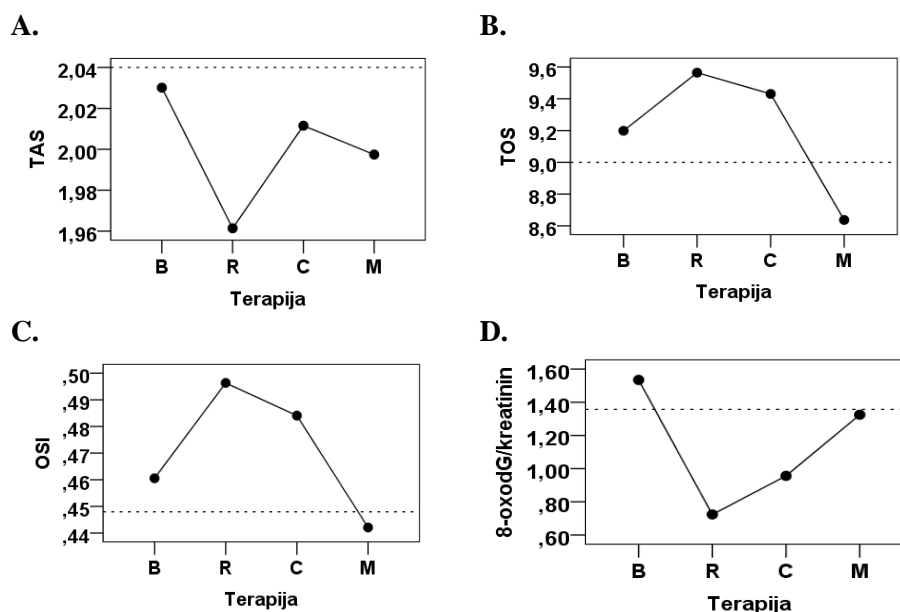 A.
2,04
2,02
2,00
1,98
1,96
TAS
B R C M
Terapija
B.
9,6
9,4
9,2
9,0
8,8
8,6
TOS
B R C M
Terapija
C.
,50
,49
,48
,47
,46
,45
,44
OSI
B R C M
Terapija
D.
1,60
1,40
1,20
1,00
,80
,60
8-oxodG/kreatinin
B R C M
Terapija